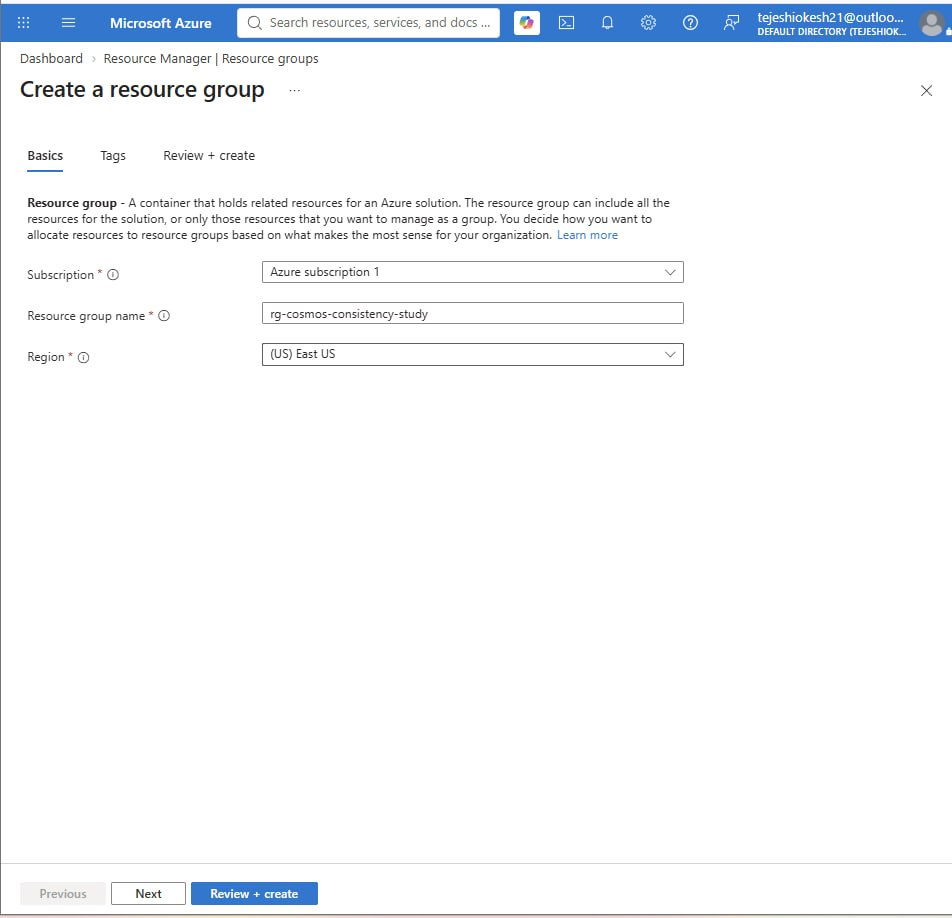 Microsoft Azure
Search resources, services, and docs ...
tejeshiokesh21@outloo...
DEFAULT DIRECTORY (TEJESHIOK...
Dashboard > Resource Manager | Resource groups
Create a resource group ...
Basics Tags Review + create
Resource group - A container that holds related resources for an Azure solution. The resource group can include all the
resources for the solution, or only those resources that you want to manage as a group. You decide how you want to
allocate resources to resource groups based on what makes the most sense for your organization. Learn more
Subscription * Azure subscription 1
Resource group name * rg-cosmos-consistency-study
Region * (US) East US
Previous Next Review + create